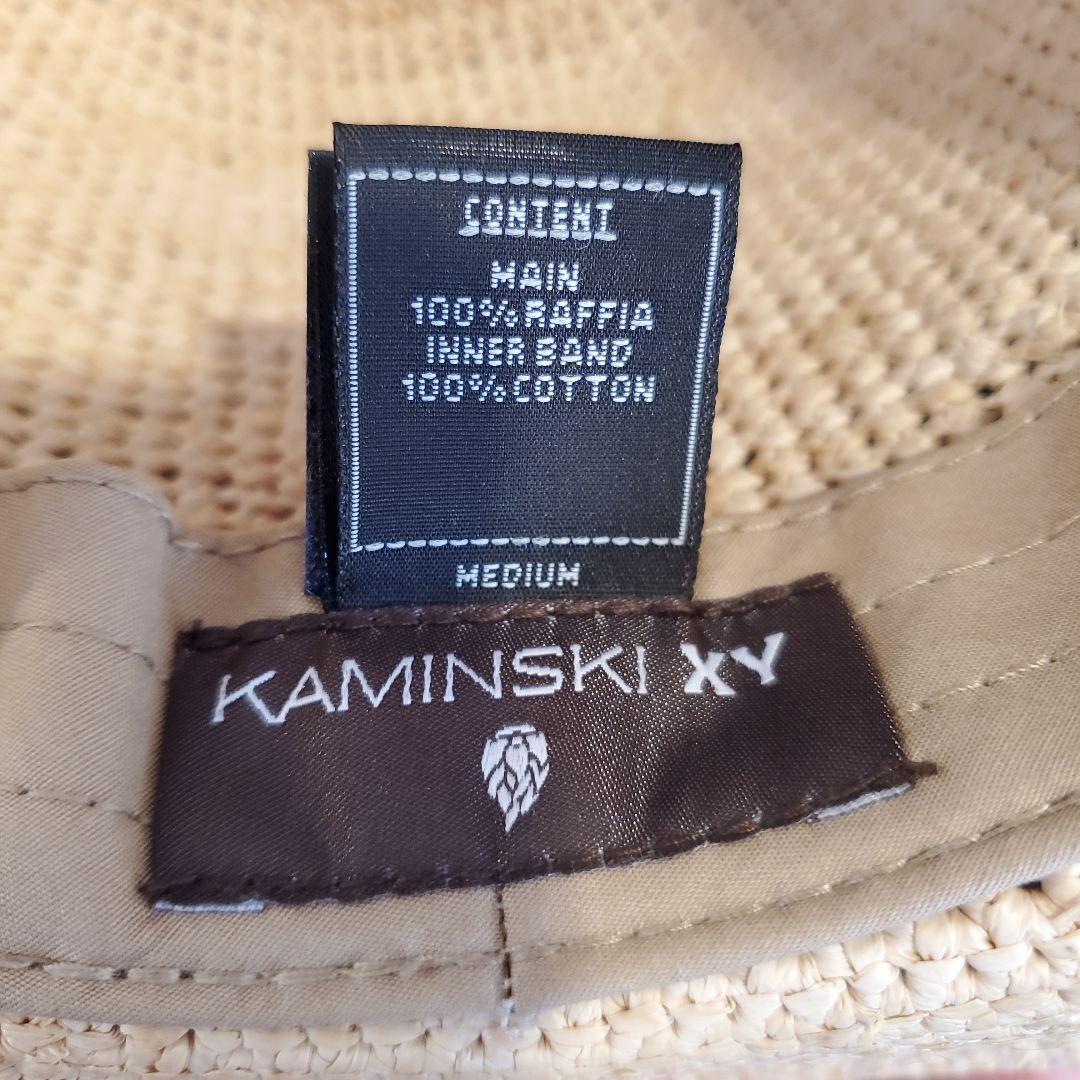 CONTENT
MAIN
100% RAFFIA
INNER BAND
100% COTTON
MEDIUM
KAMINSKI XY